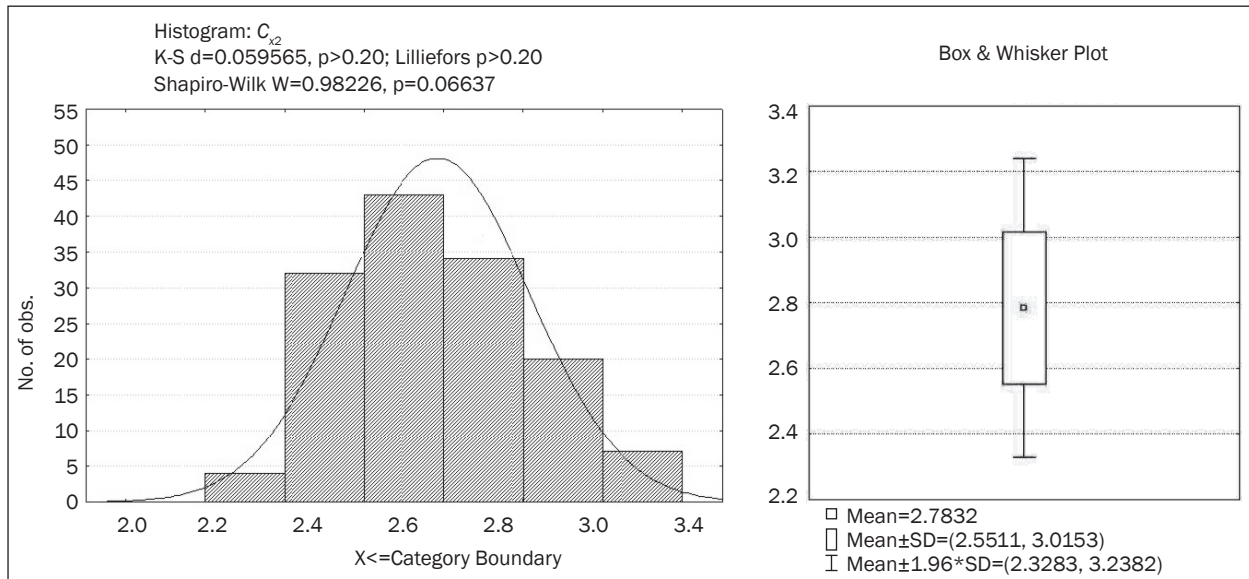 Histogram: Cx2
K-S d=0.059565, p>0.20; Lilliefors p>0.20
Shapiro-Wilk W=0.98226, p=0.06637
55
50
45
40
35
30
25
20
15
10
5
0
No. of obs.
2.0 2.2 2.4 2.6 2.8 3.0 3.4
X<=Category Boundary
Box & Whisker Plot
3.4
3.2
3.0
2.8
2.6
2.4
2.2
Mean=2.7832
Mean±SD=(2.5511, 3.0153)
Mean±1.96*SD=(2.3283, 3.2382)